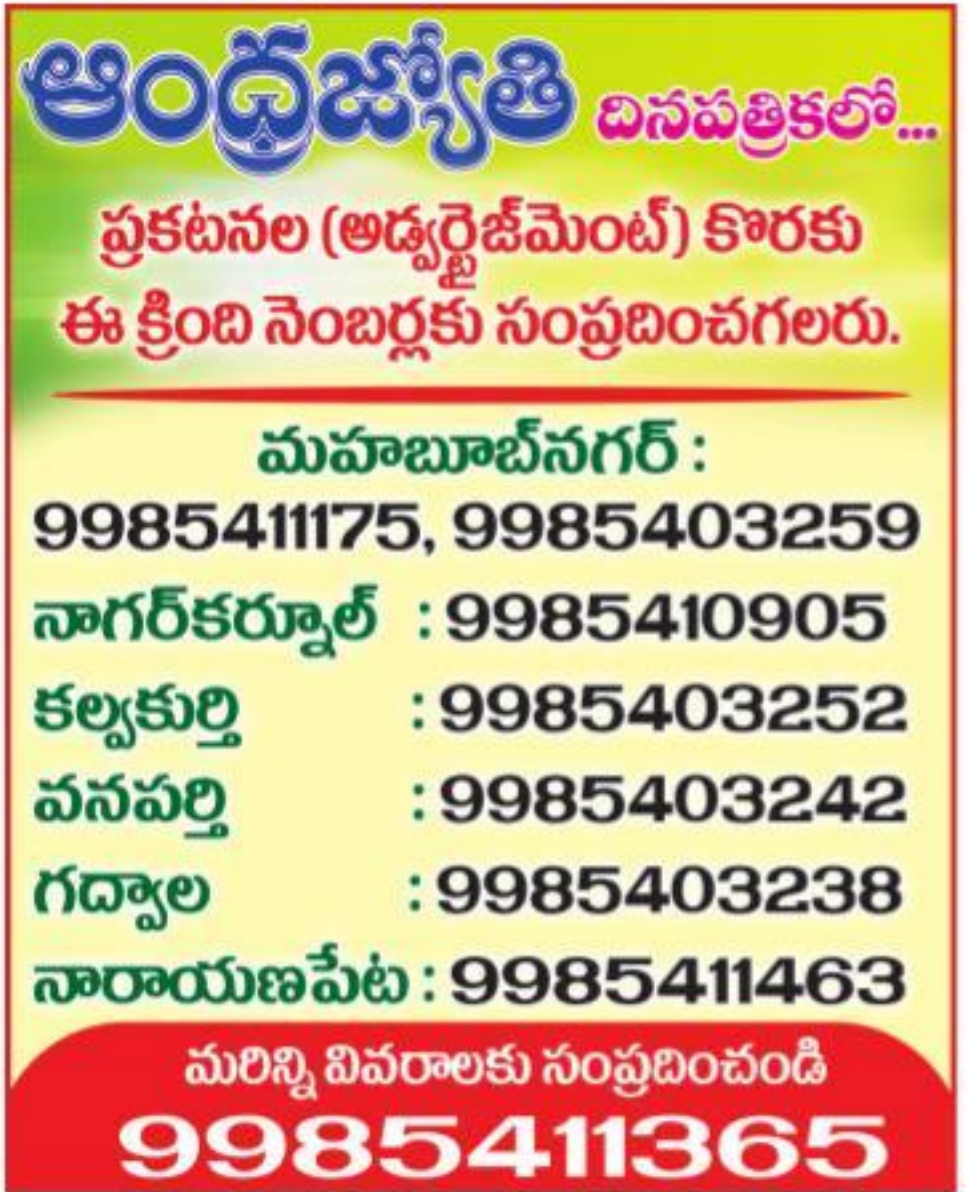 ఆంధ్రజ్యోతి దినపత్రికలో...
ప్రకటనల (అడ్వర్టైజ్‌మెంట్) కొరకు
ఈ క్రింది నెంబర్లకు సంప్రదించగలరు.
మహబూబ్‌నగర్ :
9985411175, 9985403259
నాగర్‌కర్నూల్ : 9985410905
కల్వకుర్తి : 9985403252
వనపర్తి : 9985403242
గద్వాల : 9985403238
నారాయణపేట : 9985411463
మరిన్ని వివరాలకు సంప్రదించండి
9985411365